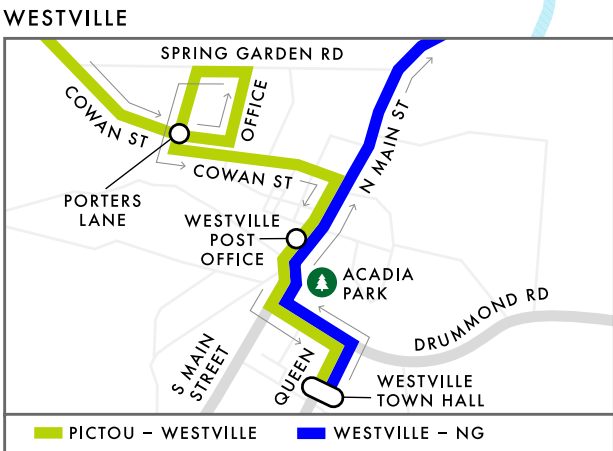 WESTVILLE
SPRING GARDEN RD
COWAN ST
OFFICE
N MAIN ST
COWAN ST
PORTERS
LANE
WESTVILLE
POST
OFFICE
ACADIA
PARK
DRUMMOND RD
S MAIN
STREET
QUEEN
WESTVILLE
TOWN HALL
PICTOU – WESTVILLE
WESTVILLE – NG